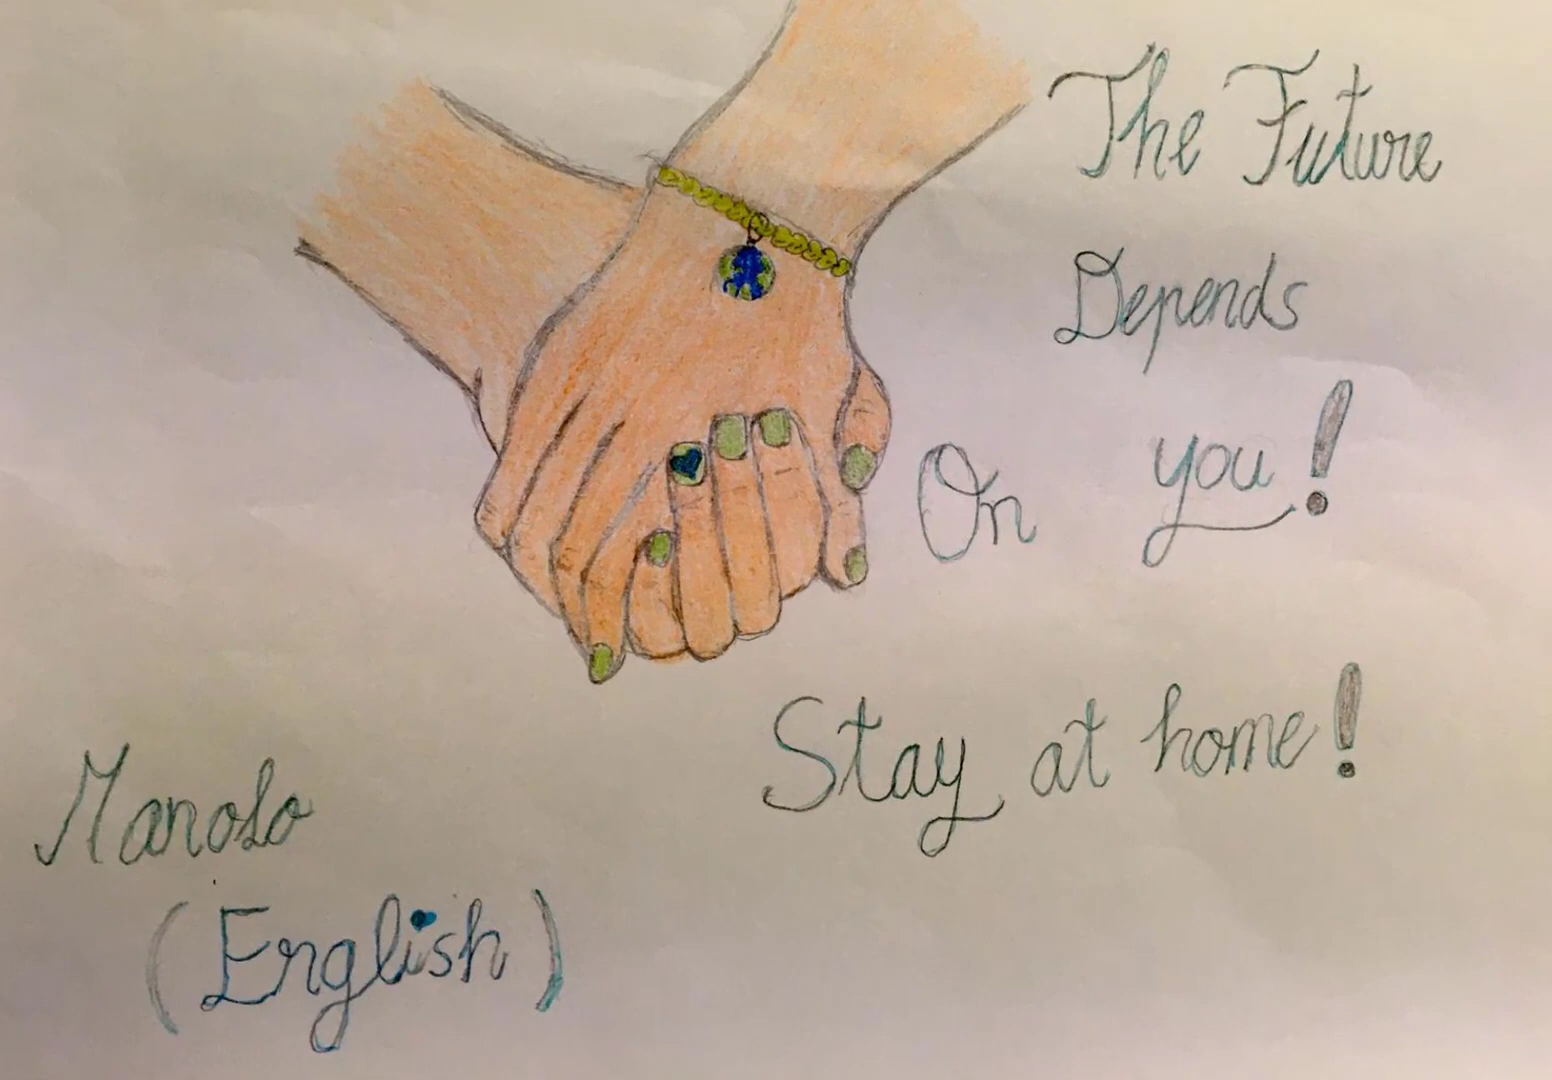 The Future
Depends
On you!
Stay at home!
Manolo
(English)